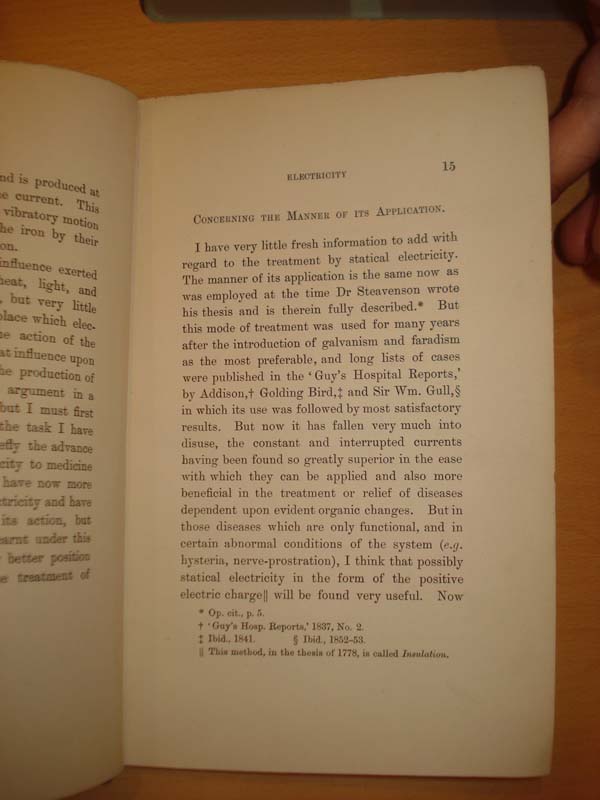 nd is produced at
e current. This
vibratory motion
he iron by their
on.
influence exerted
heat, light, and
, but very little
place which elec-
ne action of the
at influence upon
he production of
argument in a
but I must first
the task I have
efly the advance
icity to medicine
have now more
ctricity and have
its action, but
earnt under this
better position
e treatment of
ELECTRICITY 15
CONCERNING THE MANNER OF ITS APPLICATION.
I have very little fresh information to add with
regard to the treatment by statical electricity.
The manner of its application is the same now as
was employed at the time Dr Steavenson wrote
his thesis and is therein fully described.* But
this mode of treatment was used for many years
after the introduction of galvanism and faradism
as the most preferable, and long lists of cases
were published in the ‘Guy's Hospital Reports,’
by Addison,† Golding Bird,‡ and Sir Wm. Gull,§
in which its use was followed by most satisfactory
results. But now it has fallen very much into
disuse, the constant and interrupted currents
having been found so greatly superior in the ease
with which they can be applied and also more
beneficial in the treatment or relief of diseases
dependent upon evident organic changes. But in
those diseases which are only functional, and in
certain abnormal conditions of the system (e.g.
hysteria, nerve-prostration), I think that possibly
statical electricity in the form of the positive
electric charge‖ will be found very useful. Now
* Op. cit., p. 5.
† ‘Guy's Hosp. Reports,’ 1837, No. 2.
‡ Ibid., 1841. § Ibid., 1852-53.
‖ This method, in the thesis of 1778, is called Insulation.